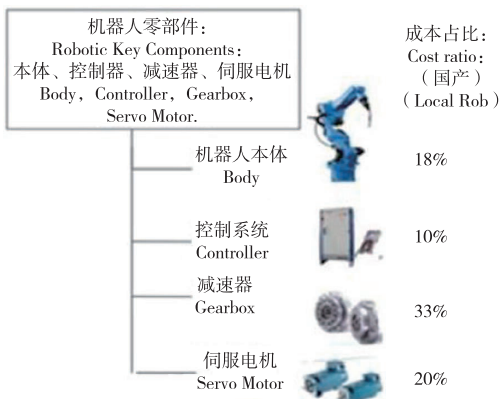 机器人零部件：
Robotic Key Components：
本体、控制器、减速器、伺服电机
Body，Controller，Gearbox，
Servo Motor.
成本占比：
Cost ratio：
（国产）
（Local Rob）
机器人本体
Body
18%
控制系统
Controller
10%
减速器
Gearbox
33%
伺服电机
Servo Motor
20%